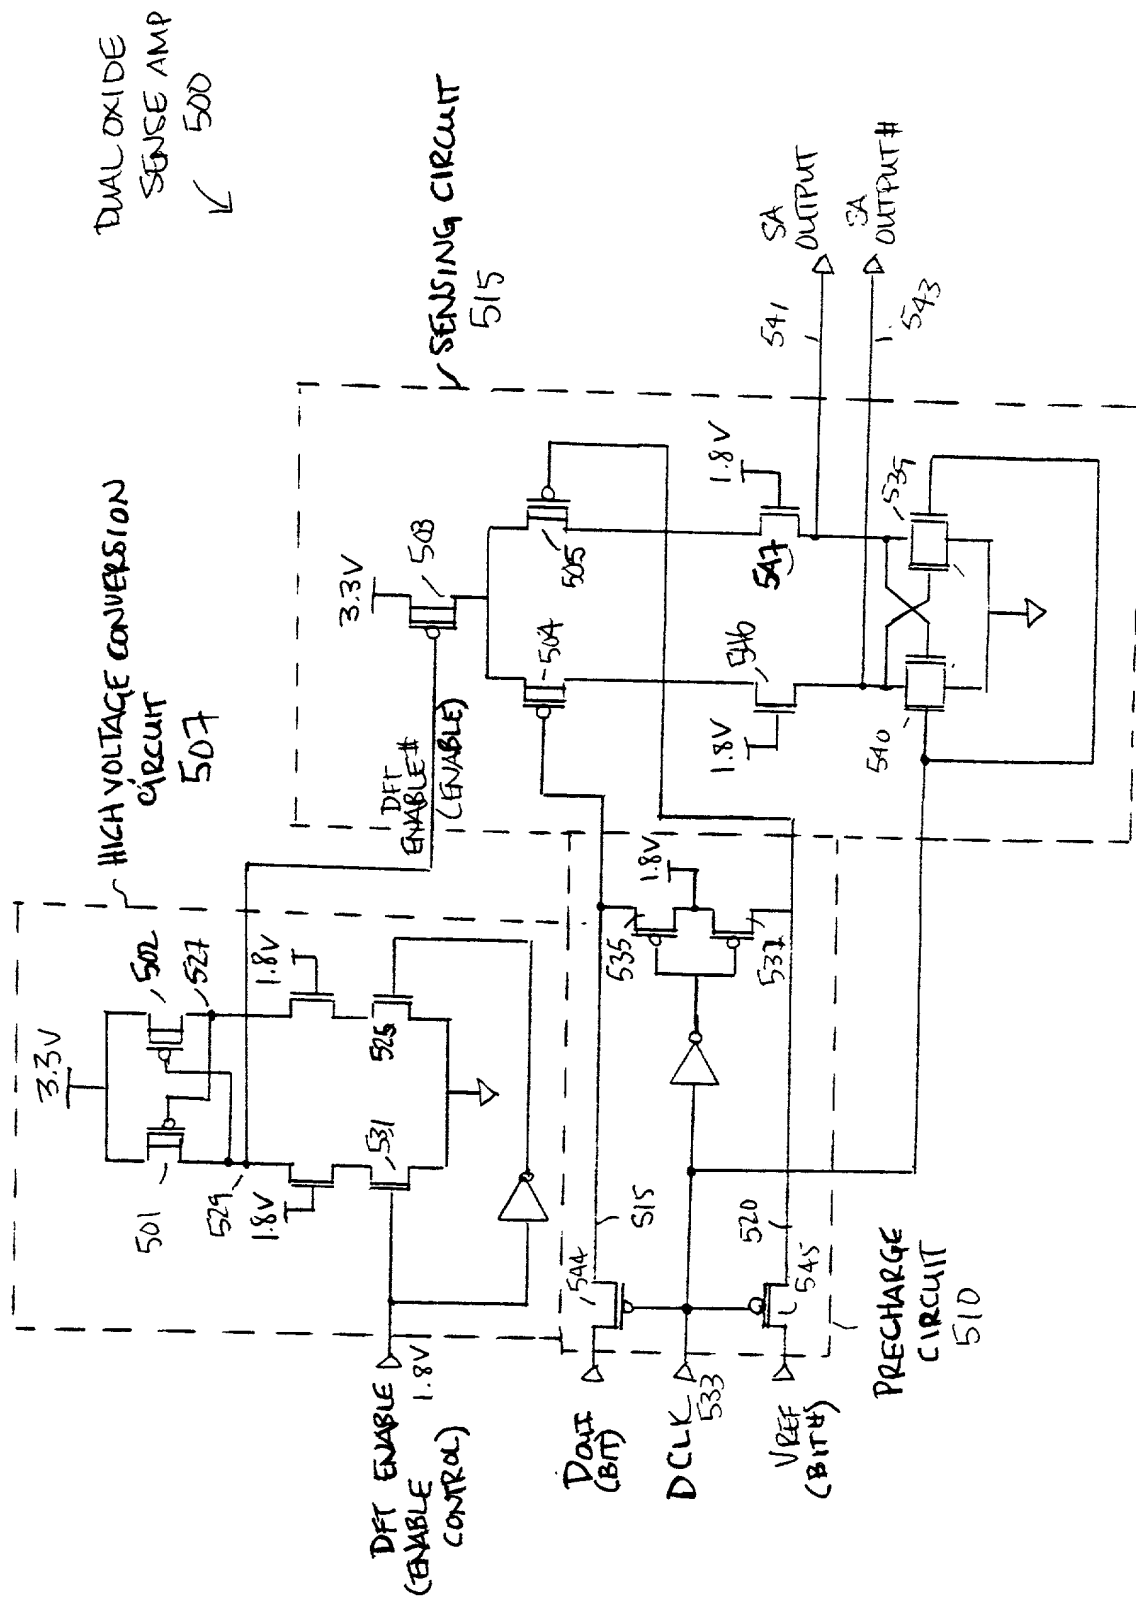 DUAL OXIDE
SENSE AMP
500
HIGH VOLTAGE CONVERSION
CIRCUIT
507
SENSING CIRCUIT
515
3.3V
501
502
527
529
1.8V
1.8V
531
525
DFT ENABLE
(ENABLE
CONTROL)
1.8V
DFT
ENABLE#
(ENABLE)
3.3V
503
504
505
1.8V
546
1.8V
547
540
539
541
SA
OUTPUT
543
SA
OUTPUT#
DOUT
(BIT)
544
515
535
1.8V
537
DCLK
533
VREF
(BIT#)
545
520
PRECHARGE
CIRCUIT
510